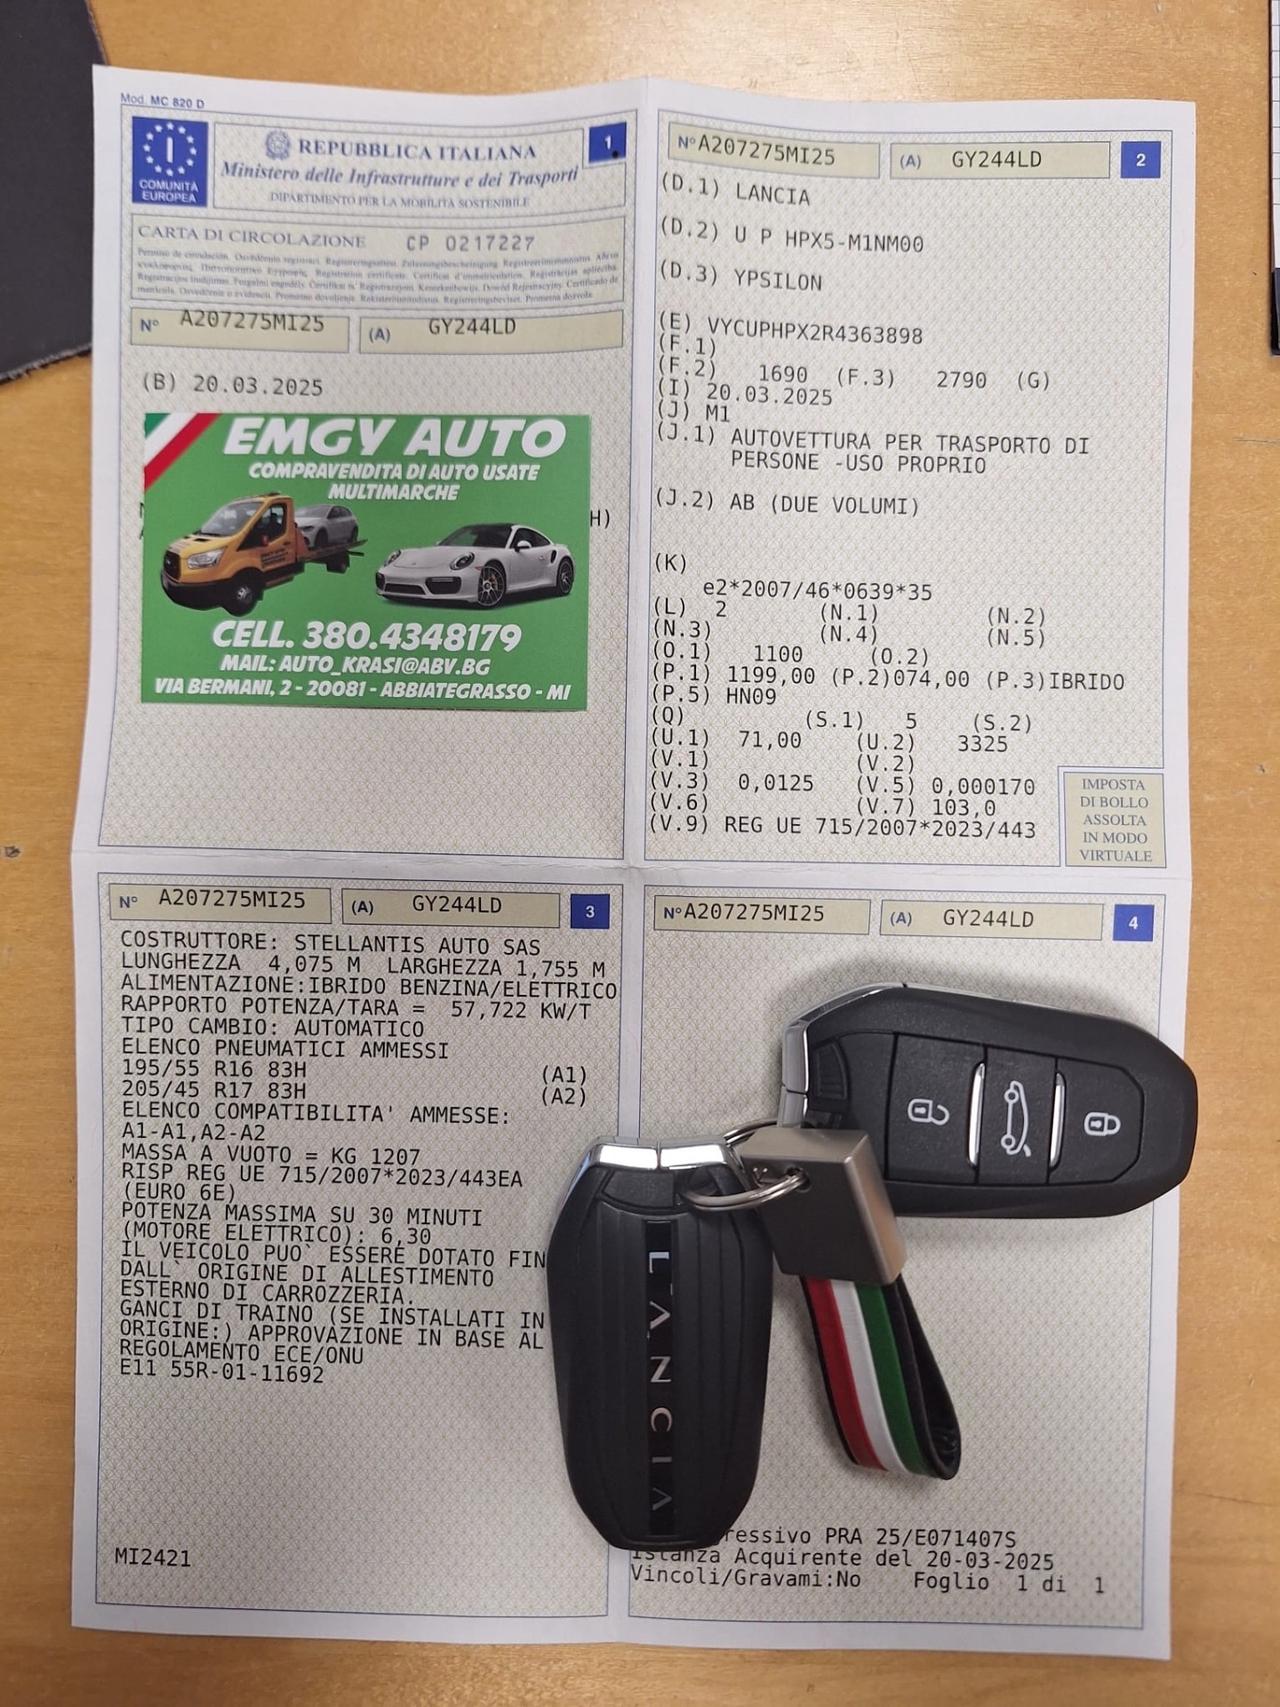 Mod. MC 820 D
I
COMUNITÀ
EUROPEA
REPUBBLICA ITALIANA
Ministero delle Infrastrutture e dei Trasporti
DIPARTIMENTO PER LA MOBILITÀ SOSTENIBILE
1
CARTA DI CIRCOLAZIONE CP 0217227
N° A207275MI25 (A) GY244LD
(B) 20.03.2025
H)
EMGY AUTO
COMPRAVENDITA DI AUTO USATE
MULTIMARCHE
CELL. 380.4348179
MAIL: AUTO_KRASI@ABV.BG
VIA BERMANI, 2 - 20081 - ABBIATEGRASSO - MI
N° A207275MI25 (A) GY244LD 2
(D.1) LANCIA
(D.2) U P HPX5-M1NM00
(D.3) YPSILON
(E) VYCUPHPX2R4363898
(F.1)
(F.2) 1690 (F.3) 2790 (G)
(I) 20.03.2025
(J) M1
(J.1) AUTOVETTURA PER TRASPORTO DI
PERSONE -USO PROPRIO
(J.2) AB (DUE VOLUMI)
(K)
e2*2007/46*0639*35
(L) 2 (N.1) (N.2)
(N.3) (N.4) (N.5)
(O.1) 1100 (O.2)
(P.1) 1199,00 (P.2)074,00 (P.3)IBRIDO
(P.5) HN09
(Q) (S.1) 5 (S.2)
(U.1) 71,00 (U.2) 3325
(V.1) (V.2)
(V.3) 0,0125 (V.5) 0,000170
(V.6) (V.7) 103,0
(V.9) REG UE 715/2007*2023/443
IMPOSTA
DI BOLLO
ASSOLTA
IN MODO
VIRTUALE
N° A207275MI25 (A) GY244LD 3
COSTRUTTORE: STELLANTIS AUTO SAS
LUNGHEZZA 4,075 M LARGHEZZA 1,755 M
ALIMENTAZIONE:IBRIDO BENZINA/ELETTRICO
RAPPORTO POTENZA/TARA = 57,722 KW/T
TIPO CAMBIO: AUTOMATICO
ELENCO PNEUMATICI AMMESSI
195/55 R16 83H (A1)
205/45 R17 83H (A2)
ELENCO COMPATIBILITA' AMMESSE:
A1-A1,A2-A2
MASSA A VUOTO = KG 1207
RISP REG UE 715/2007*2023/443EA
(EURO 6E)
POTENZA MASSIMA SU 30 MINUTI
(MOTORE ELETTRICO): 6,30
IL VEICOLO PUO` ESSERE DOTATO FIN
DALL` ORIGINE DI ALLESTIMENTO
ESTERNO DI CARROZZERIA.
GANCI DI TRAINO (SE INSTALLATI IN
ORIGINE:) APPROVAZIONE IN BASE AL
REGOLAMENTO ECE/ONU
E11 55R-01-11692
MI2421
N° A207275MI25 (A) GY244LD 4
LANCIA
ressivo PRA 25/E071407S
Istanza Acquirente del 20-03-2025
Vincoli/Gravami:No Foglio 1 di 1